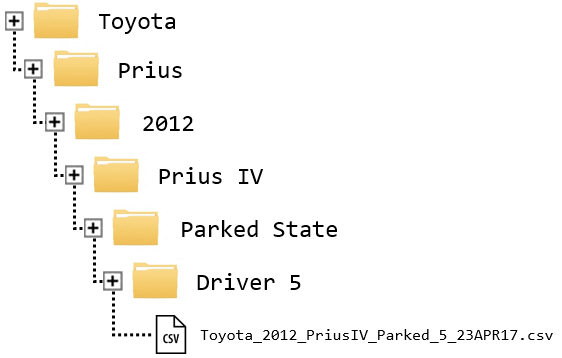 Toyota
Prius
2012
Prius IV
Parked State
Driver 5
CSV Toyota_2012_PriusIV_Parked_5_23APR17.csv